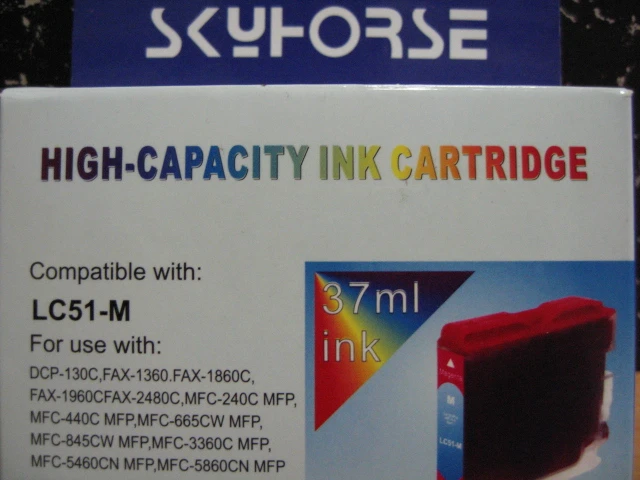 SKYHORSE
HIGH-CAPACITY INK CARTRIDGE
Compatible with:
LC51-M
For use with:
DCP-130C,FAX-1360.FAX-1860C,
FAX-1960CFAX-2480C,MFC-240C MFP,
MFC-440C MFP,MFC-665CW MFP,
MFC-845CW MFP,MFC-3360C MFP,
MFC-5460CN MFP,MFC-5860CN MFP
37ml
ink
Magenta
M
LC51-M